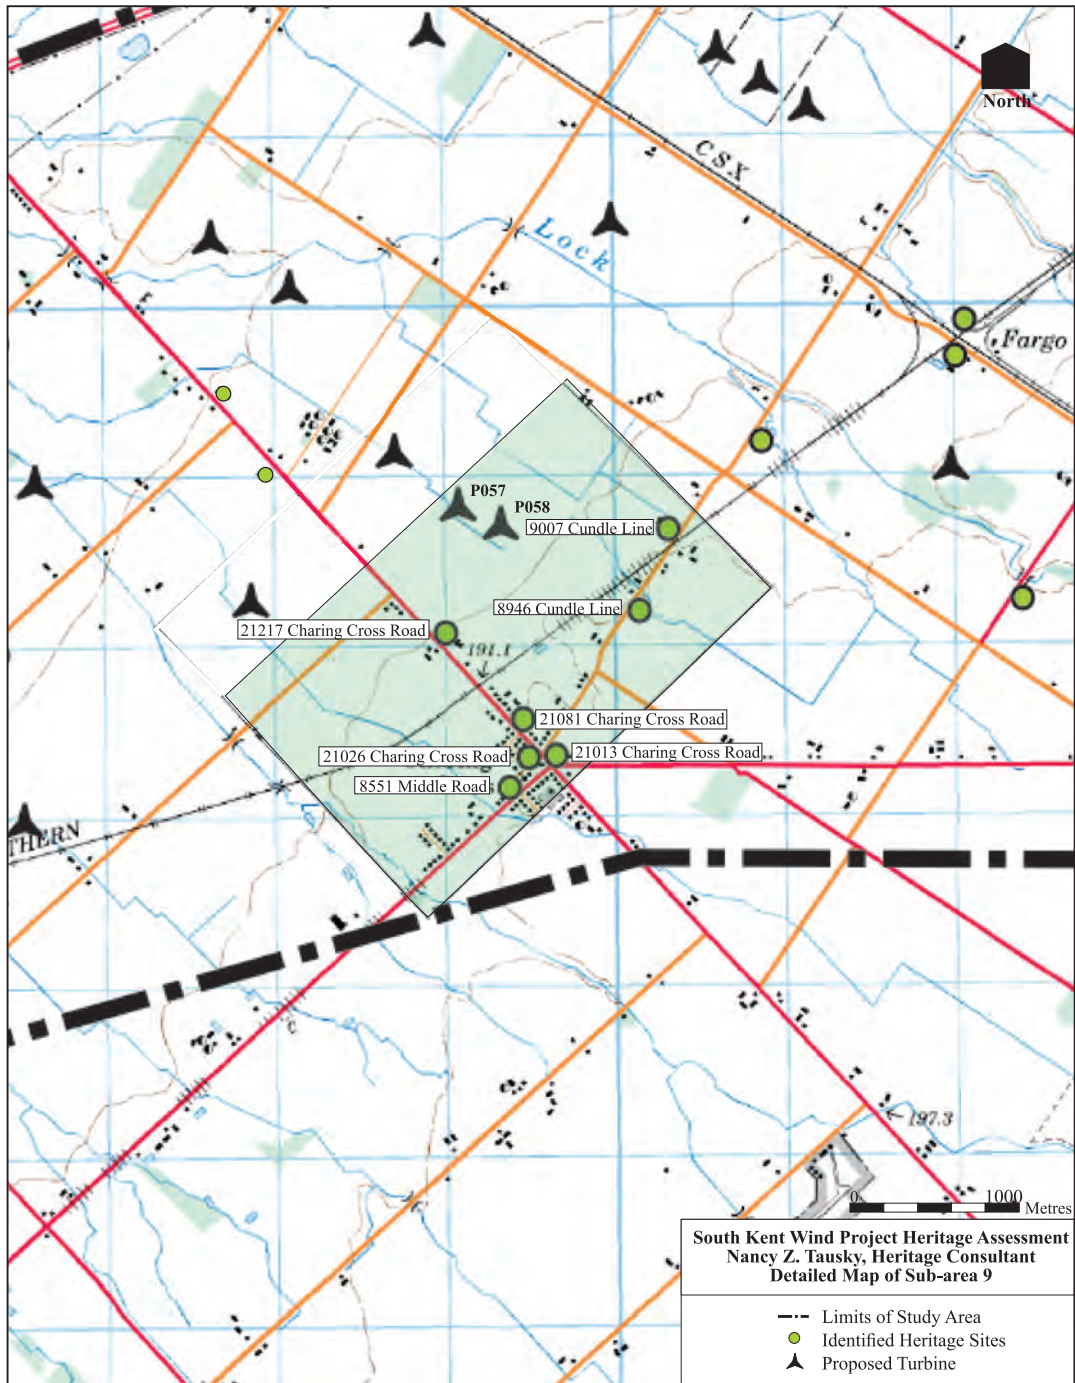 North
CSX
Lock
Fargo
P057
P058
9007 Cundle Line
8946 Cundle Line
21217 Charing Cross Road
191.1
21081 Charing Cross Road
21026 Charing Cross Road
21013 Charing Cross Road
8551 Middle Road
THERN
C
197.3
0 1000
Metres
South Kent Wind Project Heritage Assessment
Nancy Z. Tausky, Heritage Consultant
Detailed Map of Sub-area 9
Limits of Study Area
Identified Heritage Sites
Proposed Turbine